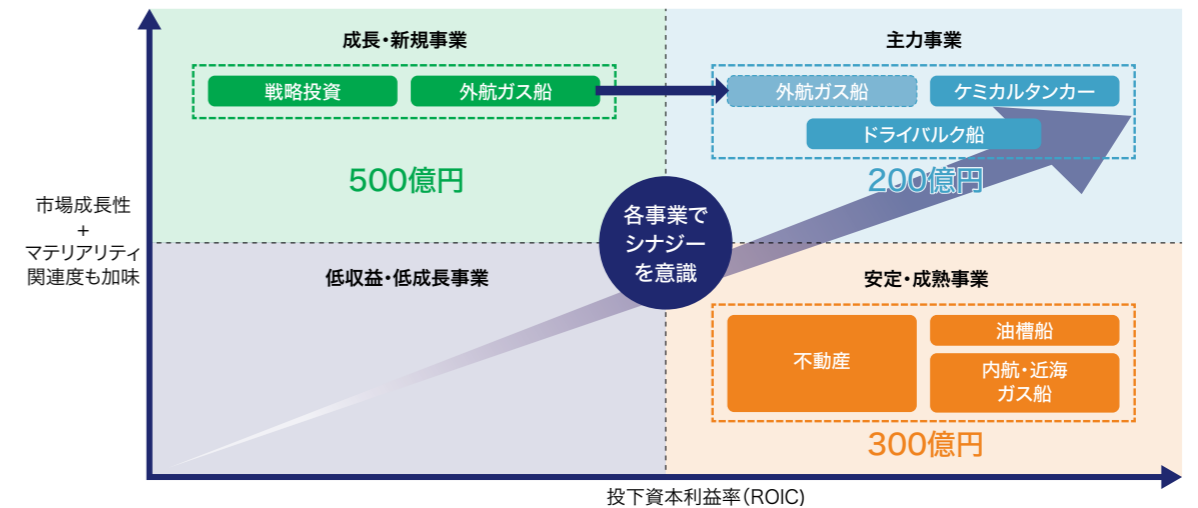 成長・新規事業
戦略投資
外航ガス船
500億円
主力事業
外航ガス船
ケミカルタンカー
ドライバルク船
200億円
各事業で
シナジー
を意識
市場成長性
+
マテリアリティ
関連度も加味
低収益・低成長事業
安定・成熟事業
不動産
油槽船
内航・近海
ガス船
300億円
投下資本利益率(ROIC)